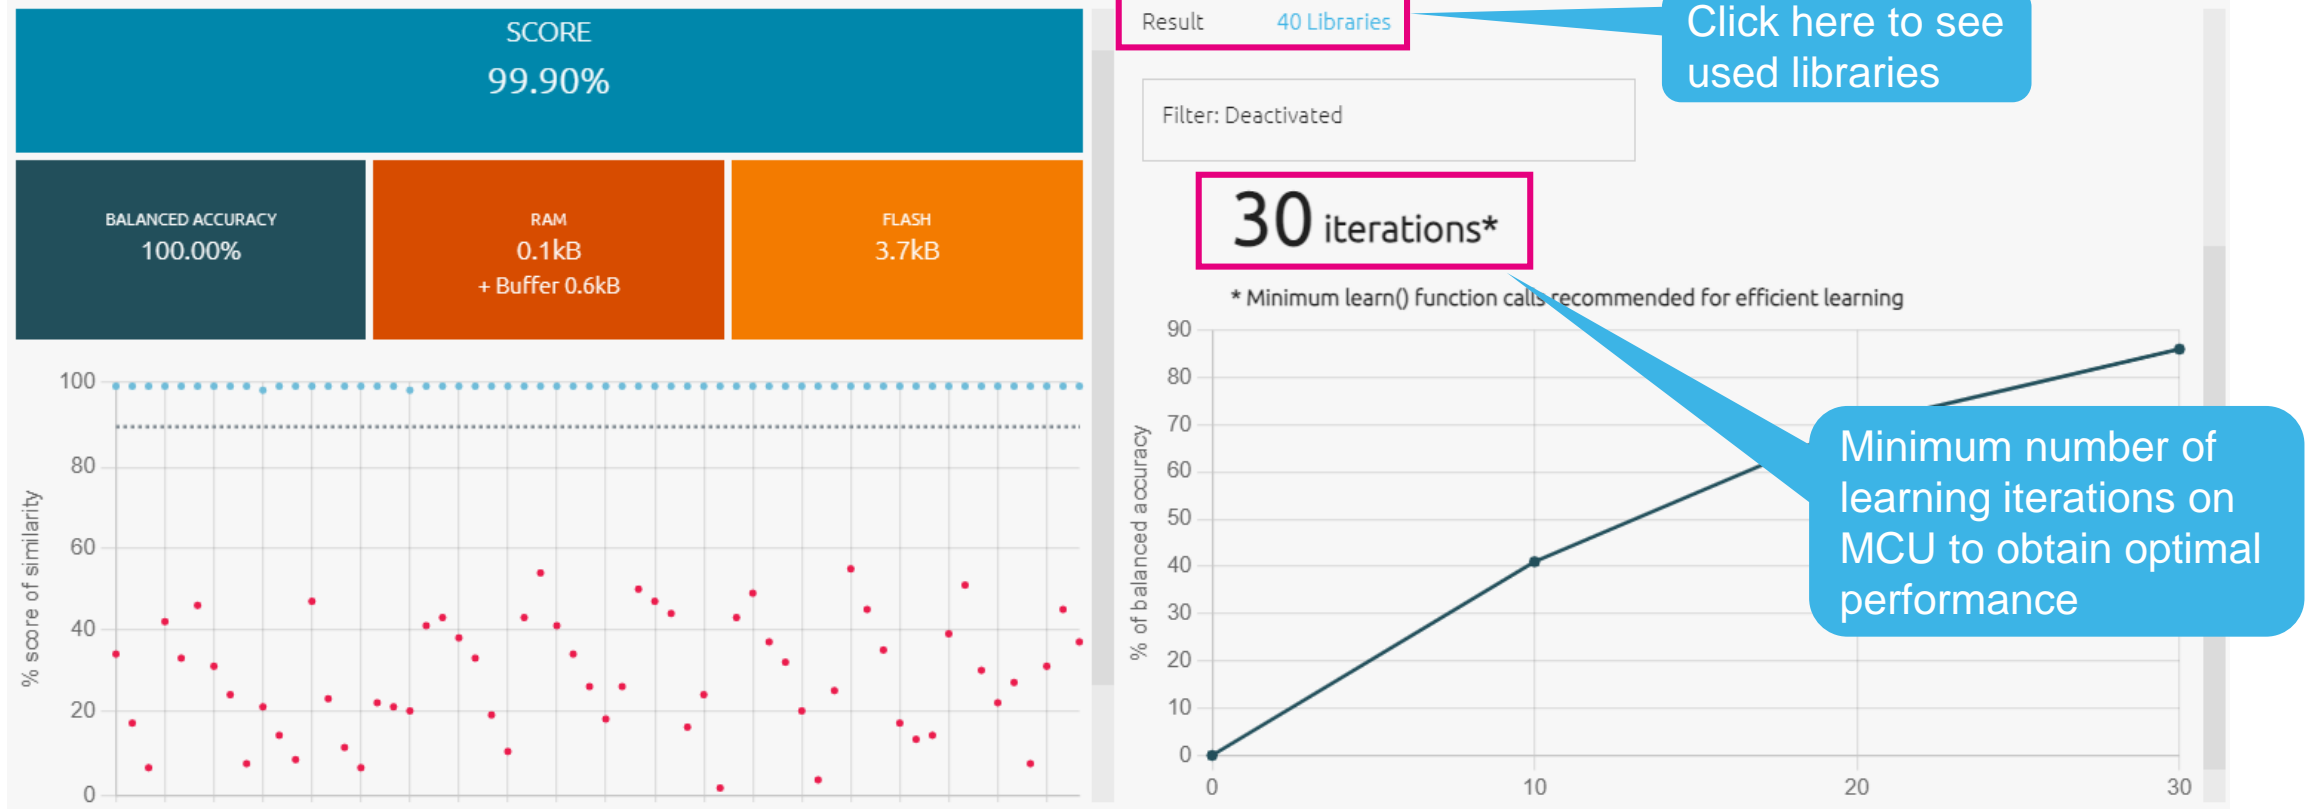 SCORE
99.90%
BALANCED ACCURACY
100.00%
RAM
0.1kB
+ Buffer 0.6kB
FLASH
3.7kB
100
80
60
40
20
0
% score of similarity
Result 40 Libraries
Click here to see
used libraries
Filter: Deactivated
30 iterations*
* Minimum learn() function calls recommended for efficient learning
90
80
70
60
50
40
30
20
10
0
% of balanced accuracy
0 10 20 30
Minimum number of
learning iterations on
MCU to obtain optimal
performance